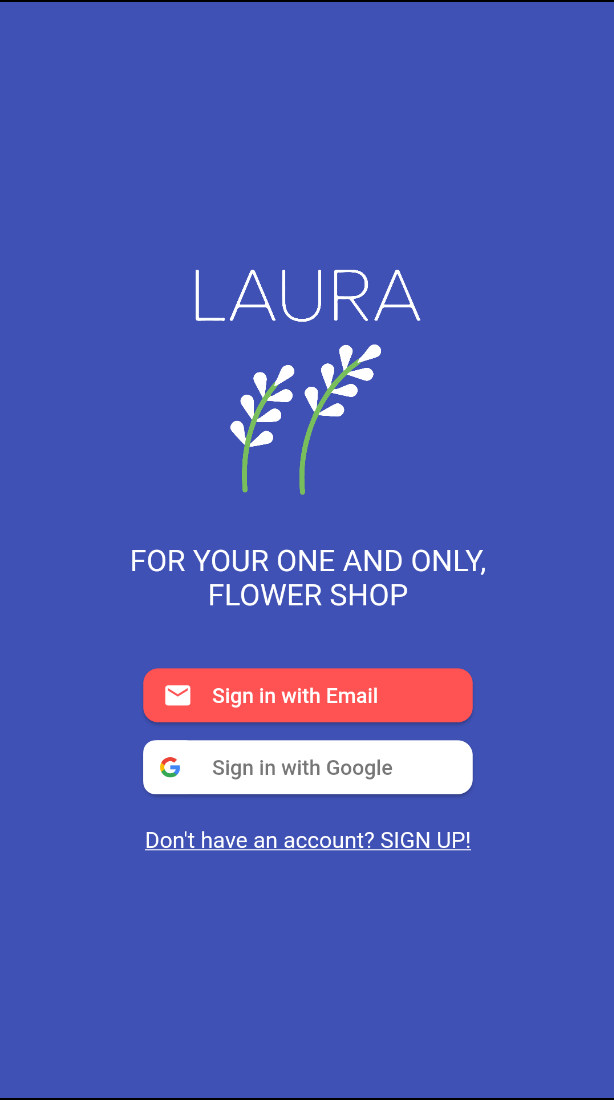 LAURA
FOR YOUR ONE AND ONLY,
FLOWER SHOP
Sign in with Email
Sign in with Google
Don't have an account? SIGN UP!